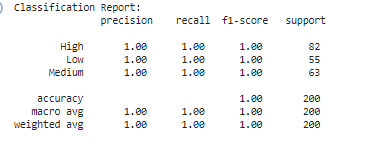 Classification Report:
precision recall f1-score support
High 1.00 1.00 1.00 82
Low 1.00 1.00 1.00 55
Medium 1.00 1.00 1.00 63
accuracy 1.00 200
macro avg 1.00 1.00 1.00 200
weighted avg 1.00 1.00 1.00 200